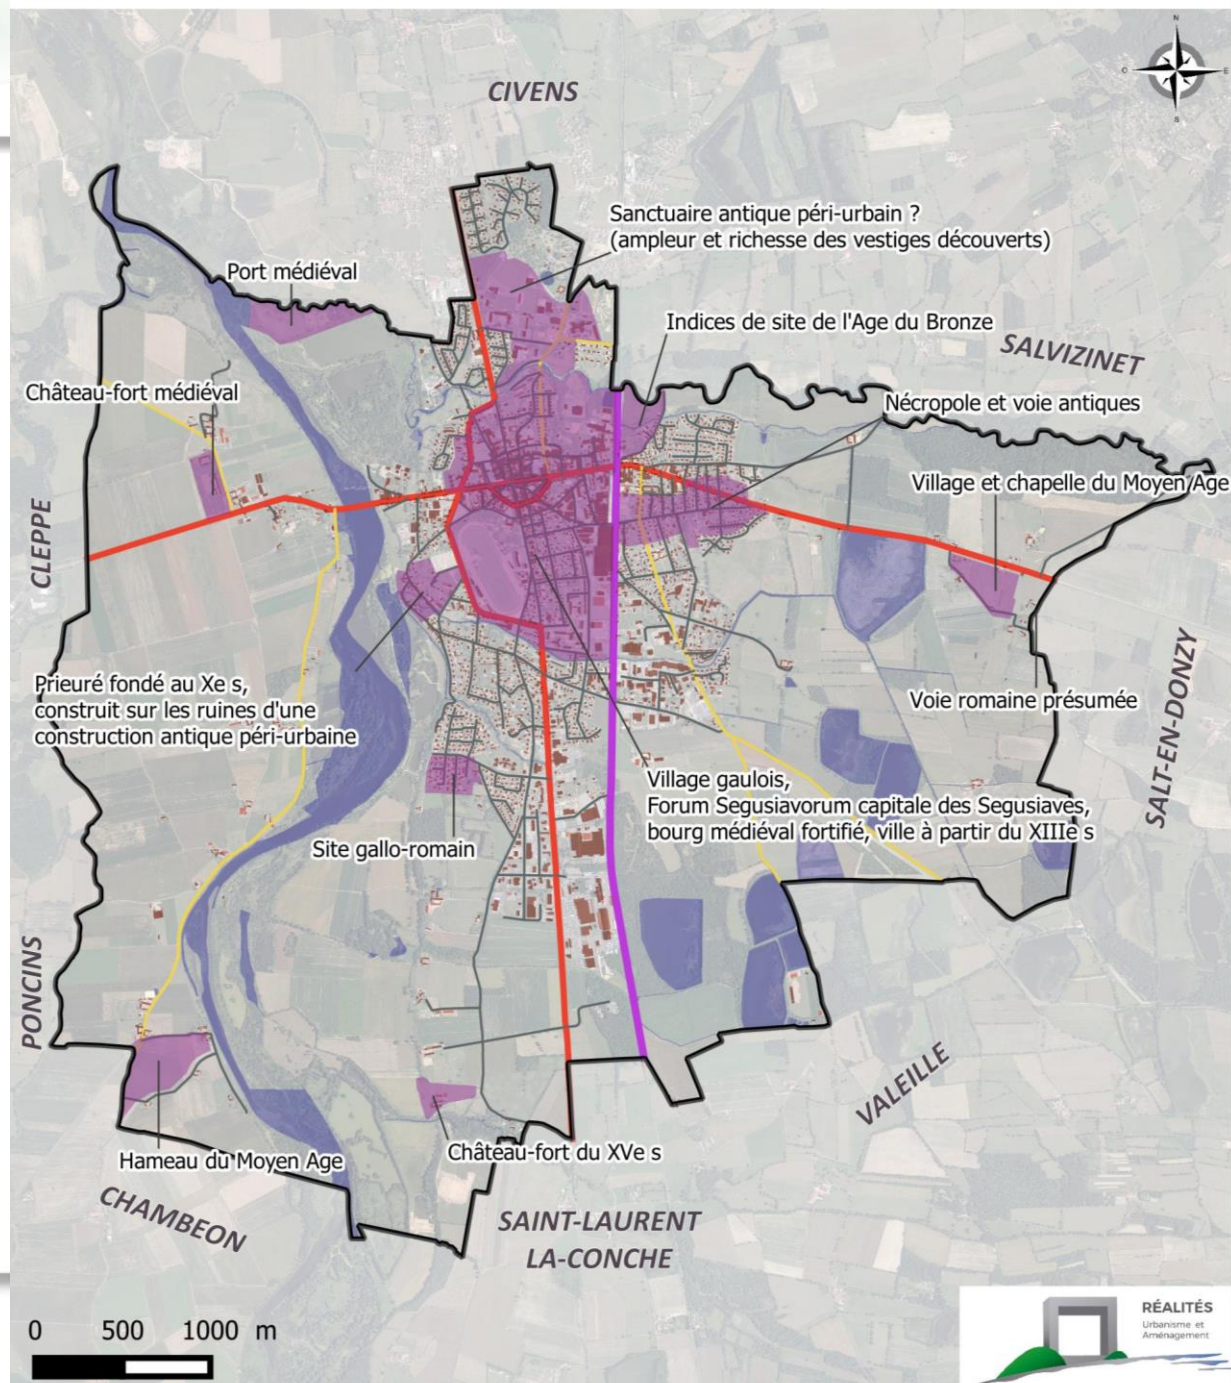 N
O
E
S
CIVENS
Sanctuaire antique péri-urbain ?
(ampleur et richesse des vestiges découverts)
Port médiéval
Indices de site de l'Age du Bronze
SALVIZINET
Château-fort médiéval
Nécropole et voie antiques
Village et chapelle du Moyen Age
CLEPPE
Prieuré fondé au Xe s,
construit sur les ruines d'une
construction antique péri-urbaine
Voie romaine présumée
SALT-EN-DONZY
Village gaulois,
Forum Segusiavorum capitale des Segusiaves,
bourg médiéval fortifié, ville à partir du XIIIe s
Site gallo-romain
PONCINS
VALEILLE
Hameau du Moyen Age
Château-fort du XVe s
CHAMBEON
SAINT-LAURENT
LA-CONCHE
0 500 1000 m
RÉALITÉS
Urbanisme et
Aménagement